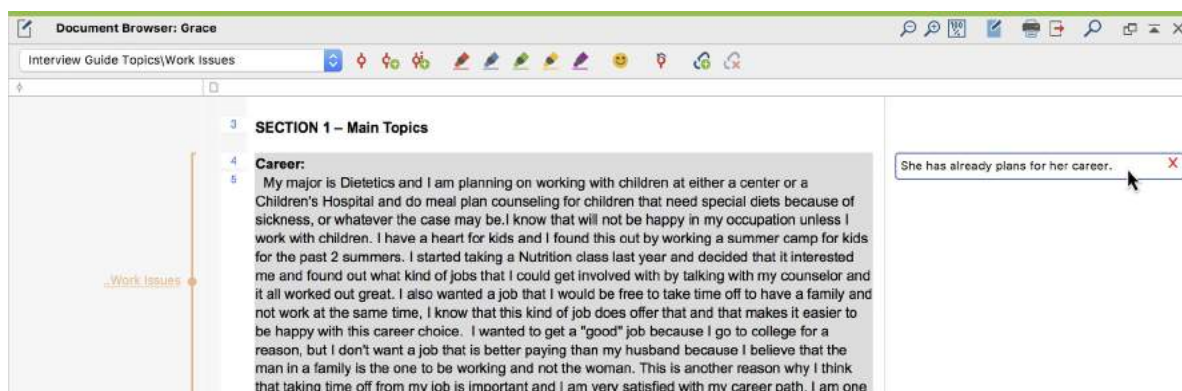 Document Browser: Grace
100 %
Interview Guide Topics\Work Issues
3 SECTION 1 – Main Topics
4 Career:
5 My major is Dietetics and I am planning on working with children at either a center or a
Children's Hospital and do meal plan counseling for children that need special diets because of
sickness, or whatever the case may be.I know that will not be happy in my occupation unless I
work with children. I have a heart for kids and I found this out by working a summer camp for kids
for the past 2 summers. I started taking a Nutrition class last year and decided that it interested
me and found out what kind of jobs that I could get involved with by talking with my counselor and
it all worked out great. I also wanted a job that I would be free to take time off to have a family and
not work at the same time, I know that this kind of job does offer that and that makes it easier to
be happy with this career choice.  I wanted to get a "good" job because I go to college for a
reason, but I don't want a job that is better paying than my husband because I believe that the
man in a family is the one to be working and not the woman. This is another reason why I think
that taking time off from my job is important and I am very satisfied with my career path. I am one
..Work Issues
She has already plans for her career. X